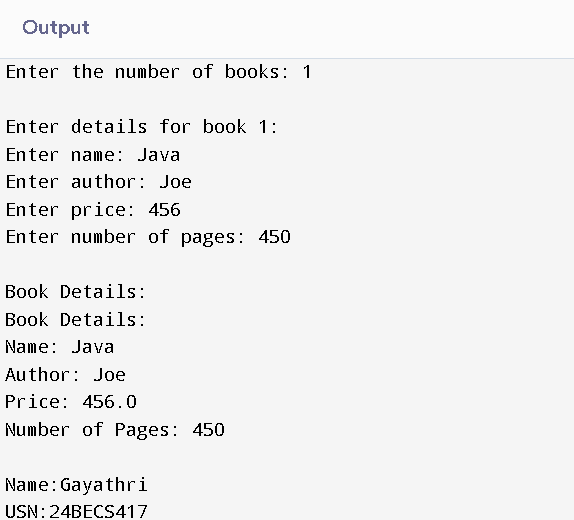 Output
Enter the number of books: 1
Enter details for book 1:
Enter name: Java
Enter author: Joe
Enter price: 456
Enter number of pages: 450
Book Details:
Book Details:
Name: Java
Author: Joe
Price: 456.0
Number of Pages: 450
Name:Gayathri
USN:24BECS417